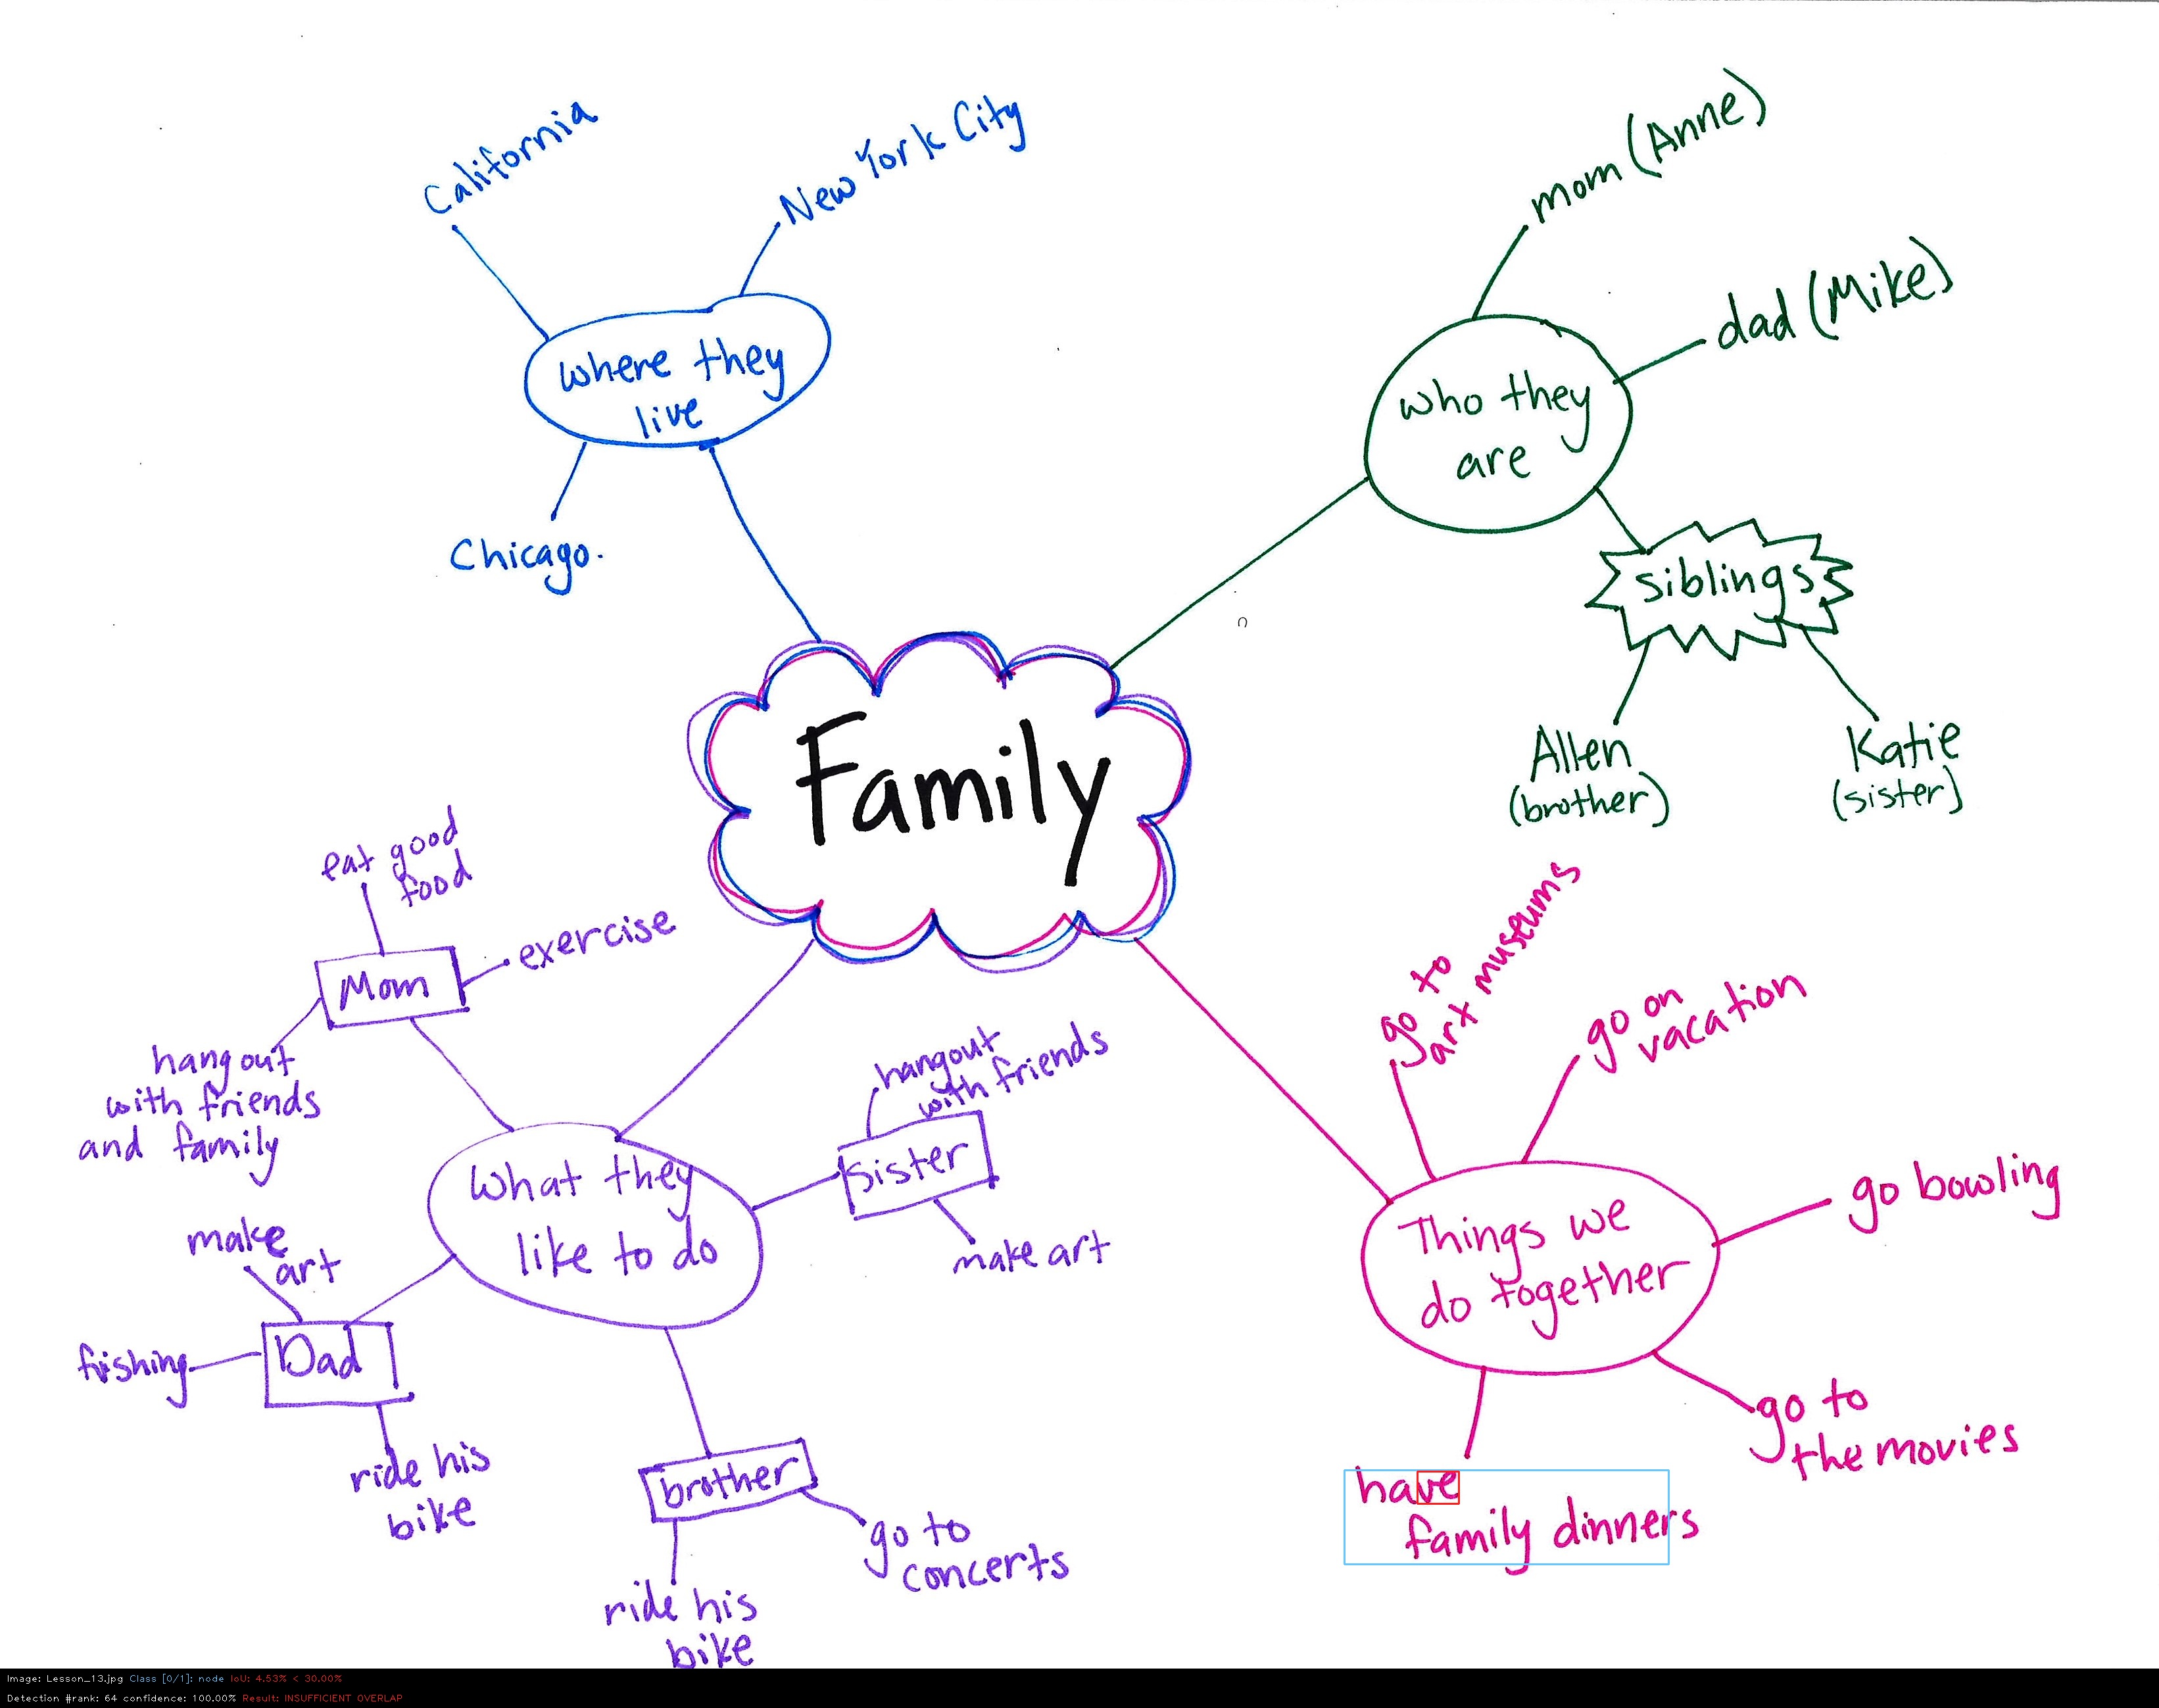 California
New York City
where they
live
Chicago.
mom (Anne)
dad (Mike)
who they
are
siblings
Allen
(brother)
Katie
(sister)
Family
eat good
food
exercise
Mom
hang out
with friends
and family
What they
like to do
hangout
with friends
sister
make art
make
art
Dad
fishing
ride his
bike
brother
go to
concerts
ride his
bike
go to
art museums
go on
vacation
go bowling
Things we
do together
go to
the movies
have
family dinners
Image: Lesson_13.jpg Class [0/1]: node IoU: 4.53% < 30.00%
Detection #rank: 64 confidence: 100.00% Result: INSUFFICIENT OVERLAP